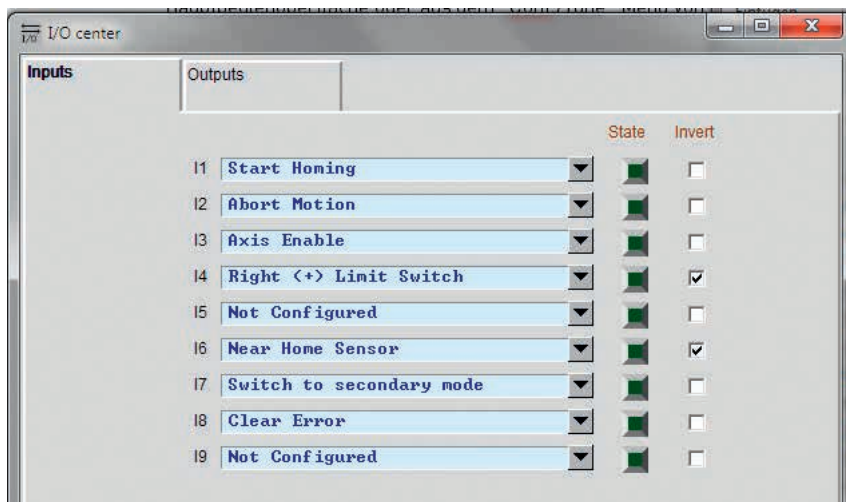 I/O center
Inputs
Outputs
State Invert
I1 Start Homing
I2 Abort Motion
I3 Axis Enable
I4 Right (+) Limit Switch
I5 Not Configured
I6 Near Home Sensor
I7 Switch to secondary mode
I8 Clear Error
I9 Not Configured